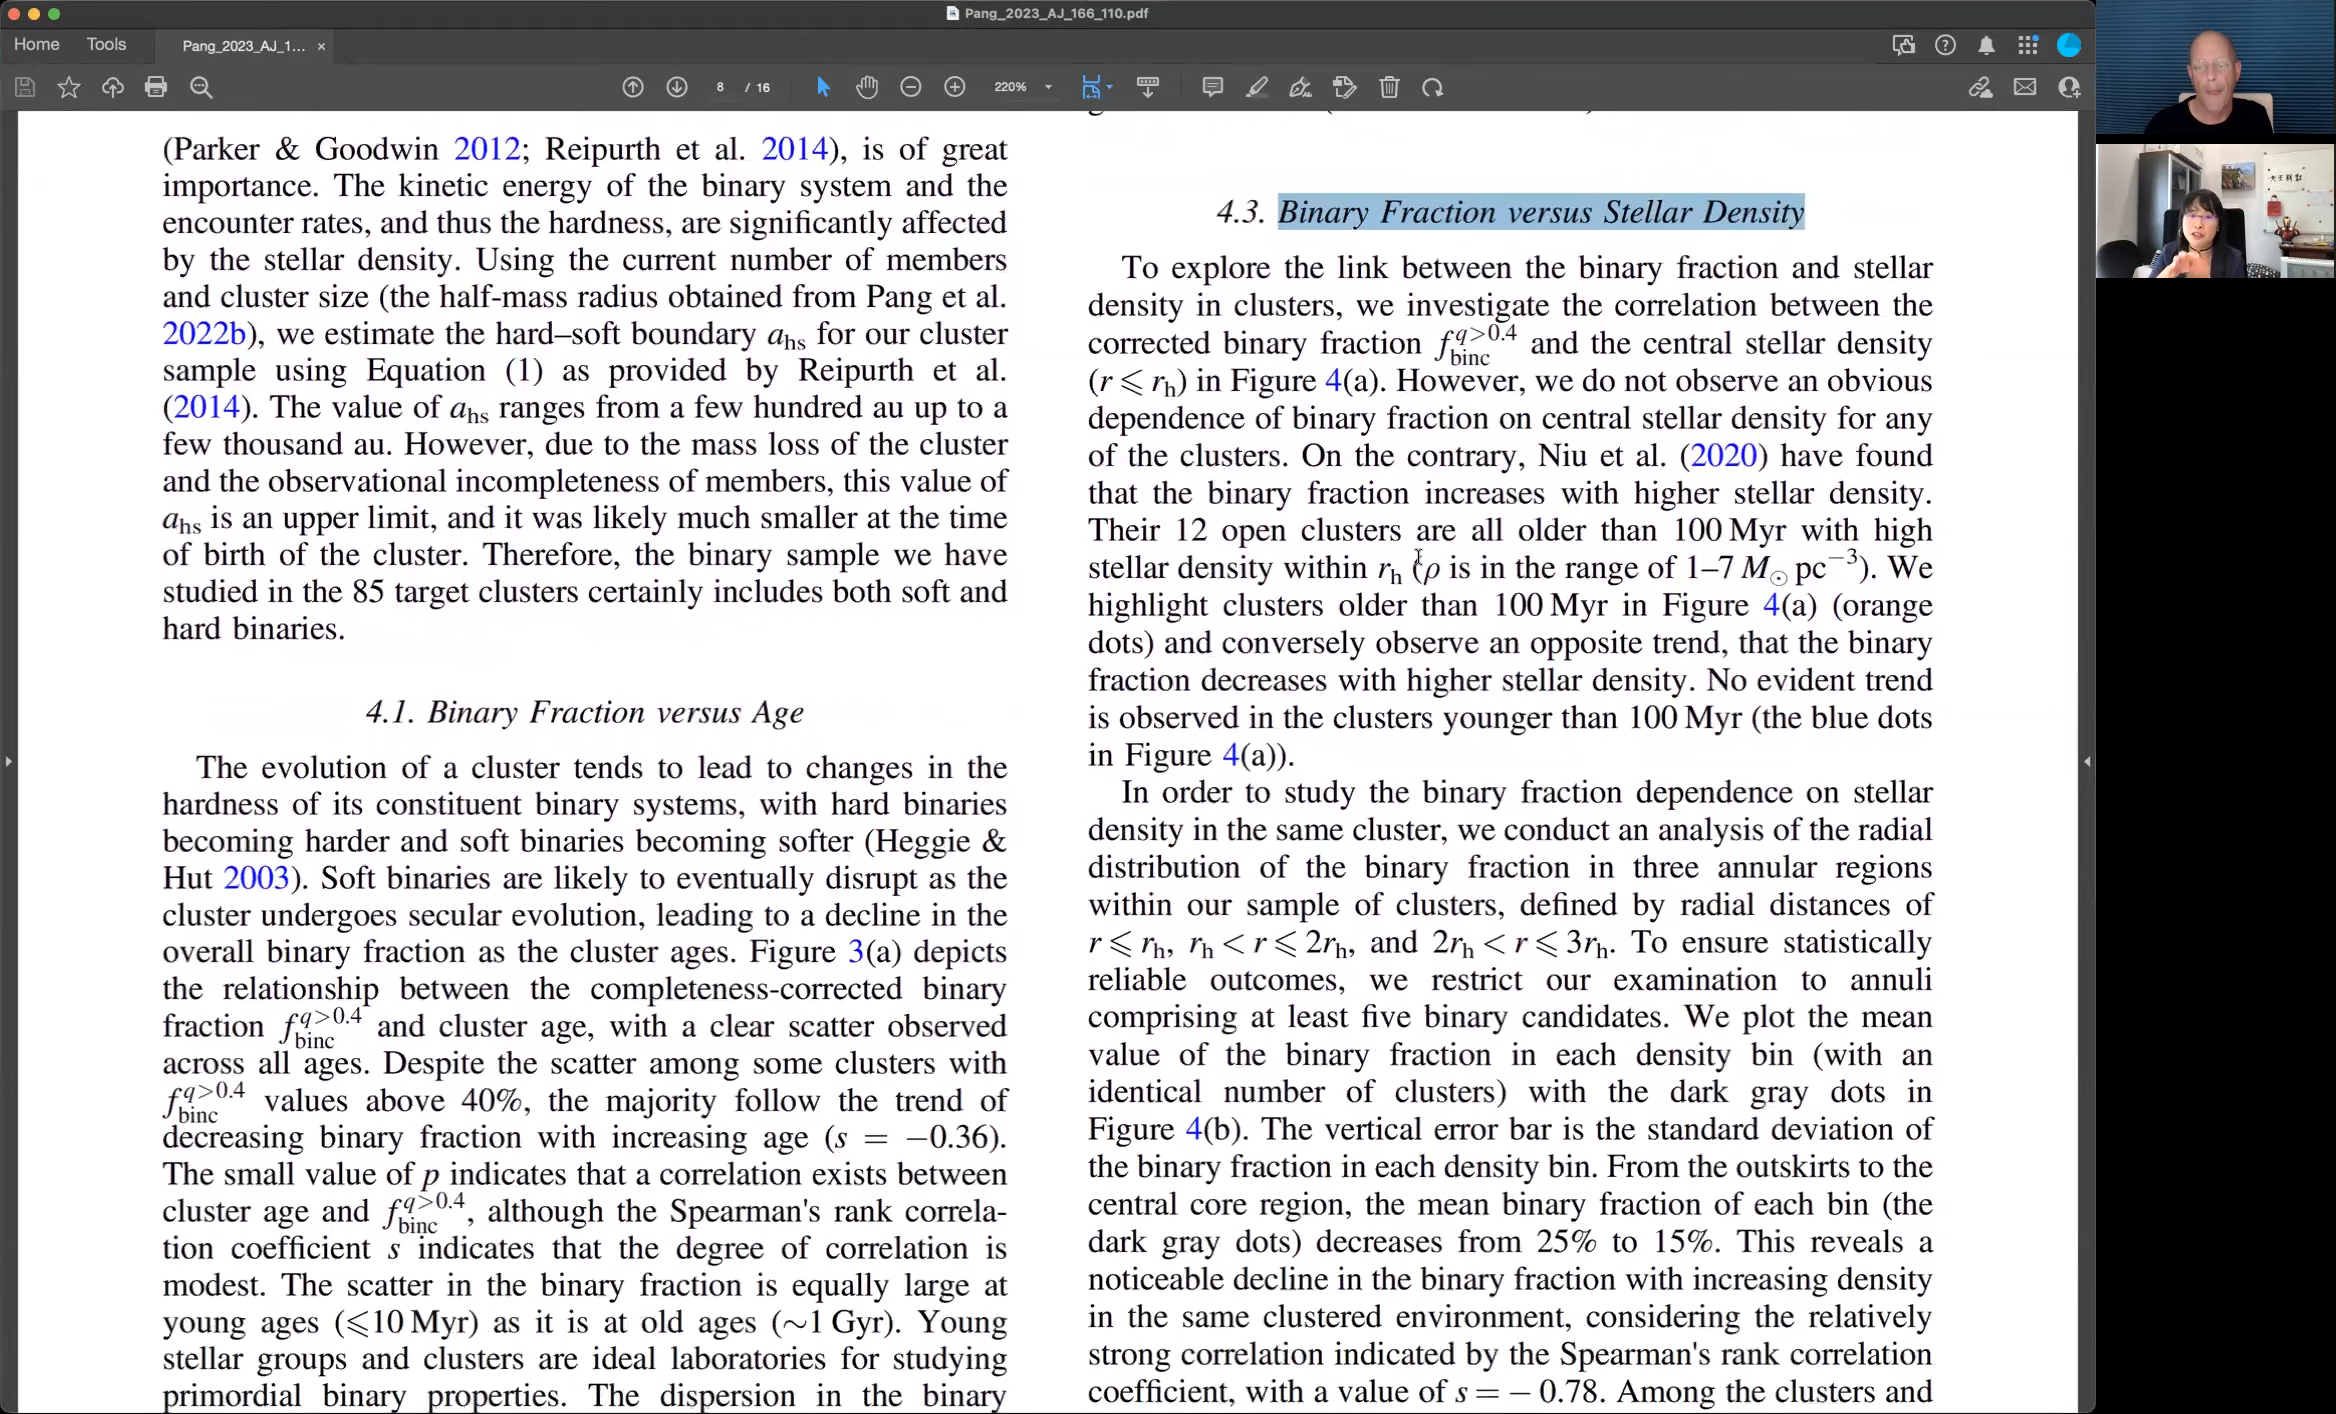 Pang_2023_AJ_166_110.pdf
Home Tools Pang_2023_AJ_1... ×
8 / 16 220%
(Parker & Goodwin 2012; Reipurth et al. 2014), is of great
importance. The kinetic energy of the binary system and the
encounter rates, and thus the hardness, are significantly affected
by the stellar density. Using the current number of members
and cluster size (the half-mass radius obtained from Pang et al.
2022b), we estimate the hard–soft boundary a_hs for our cluster
sample using Equation (1) as provided by Reipurth et al.
(2014). The value of a_hs ranges from a few hundred au up to a
few thousand au. However, due to the mass loss of the cluster
and the observational incompleteness of members, this value of
a_hs is an upper limit, and it was likely much smaller at the time
of birth of the cluster. Therefore, the binary sample we have
studied in the 85 target clusters certainly includes both soft and
hard binaries.
4.1. Binary Fraction versus Age
The evolution of a cluster tends to lead to changes in the
hardness of its constituent binary systems, with hard binaries
becoming harder and soft binaries becoming softer (Heggie &
Hut 2003). Soft binaries are likely to eventually disrupt as the
cluster undergoes secular evolution, leading to a decline in the
overall binary fraction as the cluster ages. Figure 3(a) depicts
the relationship between the completeness-corrected binary
fraction f_binc^q>0.4 and cluster age, with a clear scatter observed
across all ages. Despite the scatter among some clusters with
f_binc^q>0.4 values above 40%, the majority follow the trend of
decreasing binary fraction with increasing age (s = −0.36).
The small value of p indicates that a correlation exists between
cluster age and f_binc^q>0.4, although the Spearman's rank correla-
tion coefficient s indicates that the degree of correlation is
modest. The scatter in the binary fraction is equally large at
young ages (⩽10 Myr) as it is at old ages (∼1 Gyr). Young
stellar groups and clusters are ideal laboratories for studying
primordial binary properties. The dispersion in the binary
4.3. Binary Fraction versus Stellar Density
To explore the link between the binary fraction and stellar
density in clusters, we investigate the correlation between the
corrected binary fraction f_binc^q>0.4 and the central stellar density
(r ⩽ r_h) in Figure 4(a). However, we do not observe an obvious
dependence of binary fraction on central stellar density for any
of the clusters. On the contrary, Niu et al. (2020) have found
that the binary fraction increases with higher stellar density.
Their 12 open clusters are all older than 100 Myr with high
stellar density within r_h (ρ is in the range of 1–7 M⊙ pc⁻³). We
highlight clusters older than 100 Myr in Figure 4(a) (orange
dots) and conversely observe an opposite trend, that the binary
fraction decreases with higher stellar density. No evident trend
is observed in the clusters younger than 100 Myr (the blue dots
in Figure 4(a)).
In order to study the binary fraction dependence on stellar
density in the same cluster, we conduct an analysis of the radial
distribution of the binary fraction in three annular regions
within our sample of clusters, defined by radial distances of
r ⩽ r_h, r_h < r ⩽ 2r_h, and 2r_h < r ⩽ 3r_h. To ensure statistically
reliable outcomes, we restrict our examination to annuli
comprising at least five binary candidates. We plot the mean
value of the binary fraction in each density bin (with an
identical number of clusters) with the dark gray dots in
Figure 4(b). The vertical error bar is the standard deviation of
the binary fraction in each density bin. From the outskirts to the
central core region, the mean binary fraction of each bin (the
dark gray dots) decreases from 25% to 15%. This reveals a
noticeable decline in the binary fraction with increasing density
in the same clustered environment, considering the relatively
strong correlation indicated by the Spearman's rank correlation
coefficient, with a value of s = − 0.78. Among the clusters and